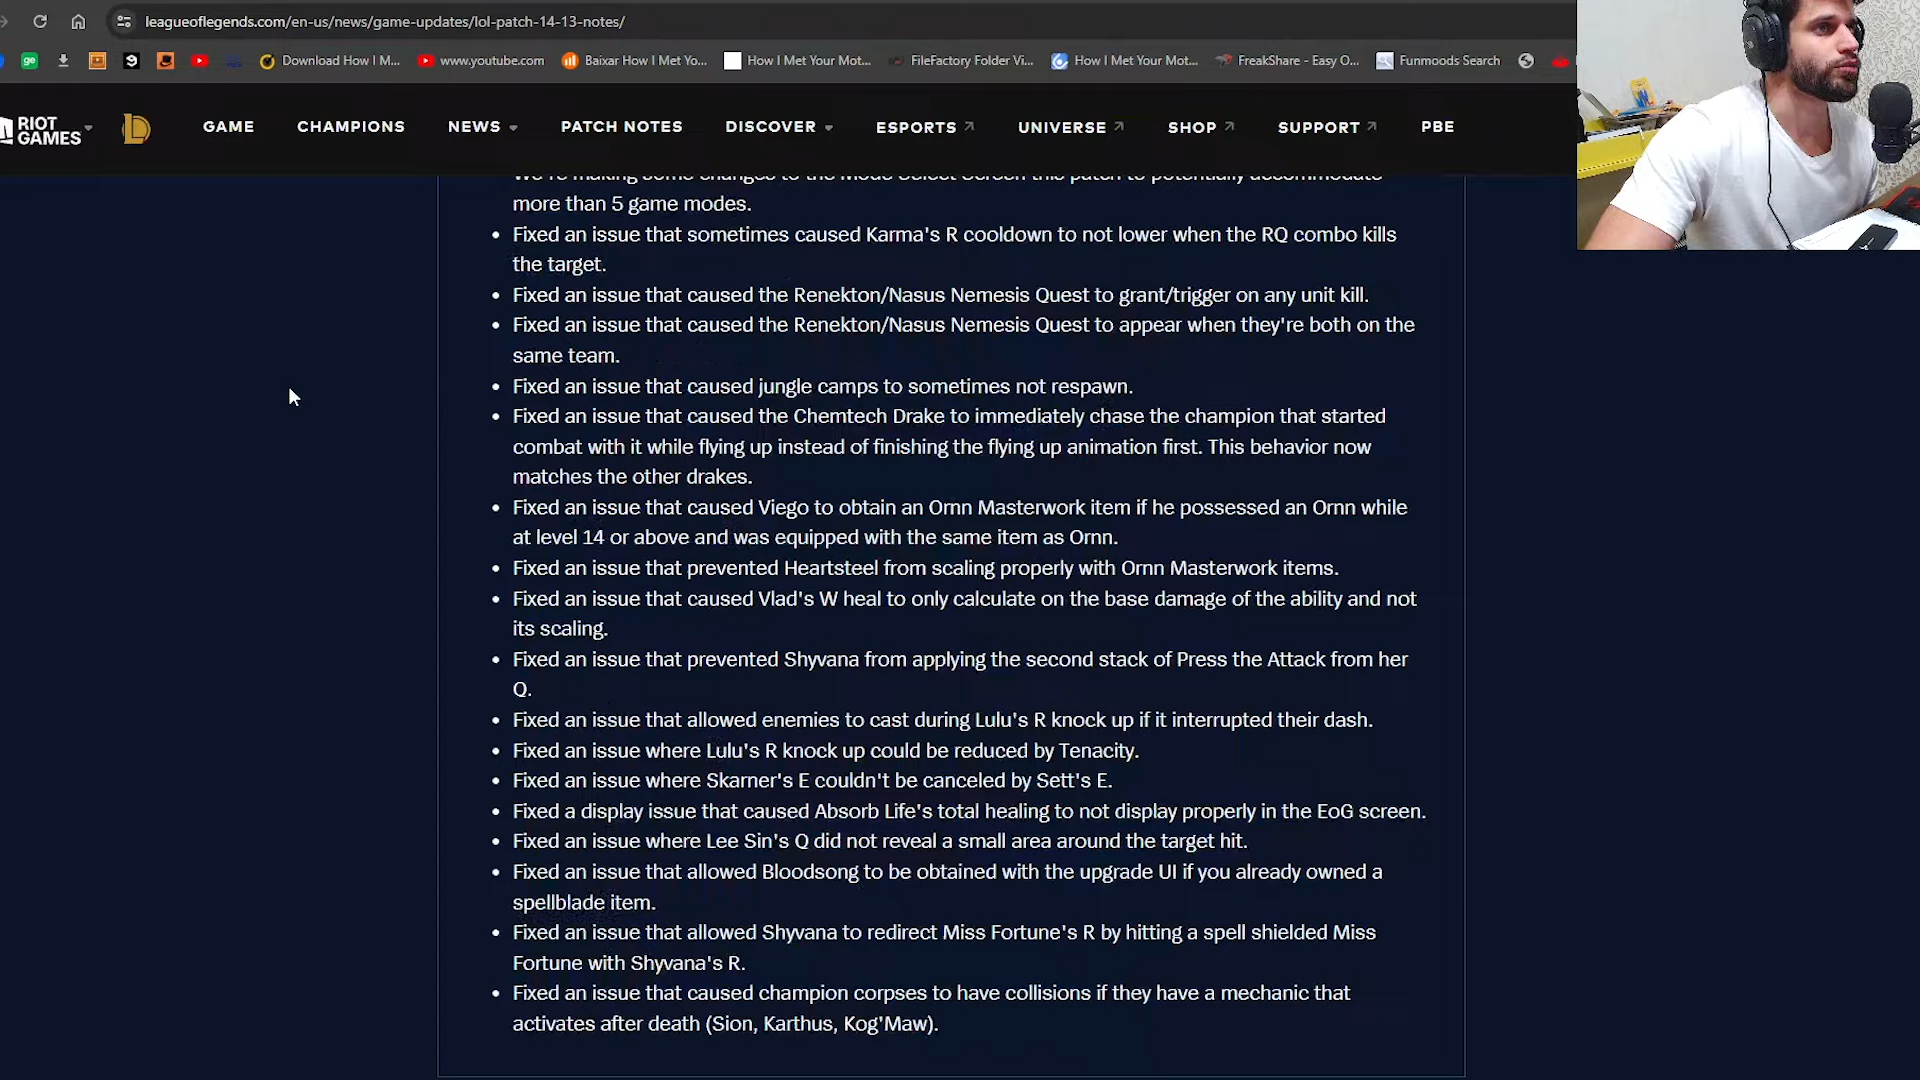 leagueoflegends.com/en-us/news/game-updates/lol-patch-14-13-notes/
Download How I M...
www.youtube.com
Baixar How I Met Yo...
How I Met Your Mot...
FileFactory Folder Vi...
How I Met Your Mot...
FreakShare - Easy O...
Funmoods Search
RIOT
GAMES
GAME
CHAMPIONS
NEWS
PATCH NOTES
DISCOVER
ESPORTS
UNIVERSE
SHOP
SUPPORT
PBE
We're making some changes to the Mode Select Screen this patch to potentially accommodate
more than 5 game modes.
• Fixed an issue that sometimes caused Karma's R cooldown to not lower when the RQ combo kills
the target.
• Fixed an issue that caused the Renekton/Nasus Nemesis Quest to grant/trigger on any unit kill.
• Fixed an issue that caused the Renekton/Nasus Nemesis Quest to appear when they're both on the
same team.
• Fixed an issue that caused jungle camps to sometimes not respawn.
• Fixed an issue that caused the Chemtech Drake to immediately chase the champion that started
combat with it while flying up instead of finishing the flying up animation first. This behavior now
matches the other drakes.
• Fixed an issue that caused Viego to obtain an Ornn Masterwork item if he possessed an Ornn while
at level 14 or above and was equipped with the same item as Ornn.
• Fixed an issue that prevented Heartsteel from scaling properly with Ornn Masterwork items.
• Fixed an issue that caused Vlad's W heal to only calculate on the base damage of the ability and not
its scaling.
• Fixed an issue that prevented Shyvana from applying the second stack of Press the Attack from her
Q.
• Fixed an issue that allowed enemies to cast during Lulu's R knock up if it interrupted their dash.
• Fixed an issue where Lulu's R knock up could be reduced by Tenacity.
• Fixed an issue where Skarner's E couldn't be canceled by Sett's E.
• Fixed a display issue that caused Absorb Life's total healing to not display properly in the EoG screen.
• Fixed an issue where Lee Sin's Q did not reveal a small area around the target hit.
• Fixed an issue that allowed Bloodsong to be obtained with the upgrade UI if you already owned a
spellblade item.
• Fixed an issue that allowed Shyvana to redirect Miss Fortune's R by hitting a spell shielded Miss
Fortune with Shyvana's R.
• Fixed an issue that caused champion corpses to have collisions if they have a mechanic that
activates after death (Sion, Karthus, Kog'Maw).